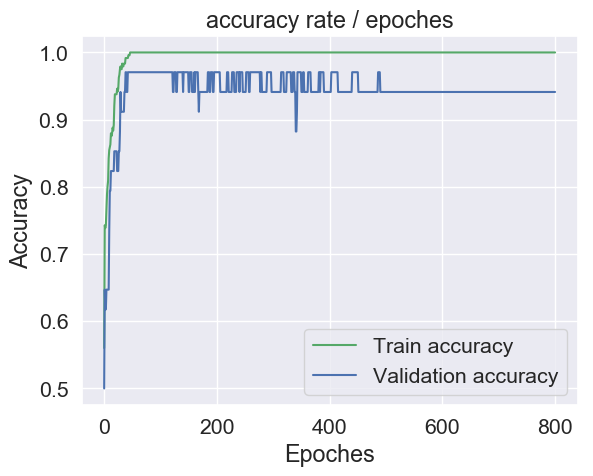 accuracy rate / epoches
1.0
0.9
0.8
0.7
0.6
0.5
Accuracy
Train accuracy
Validation accuracy
0
200
400
600
800
Epoches